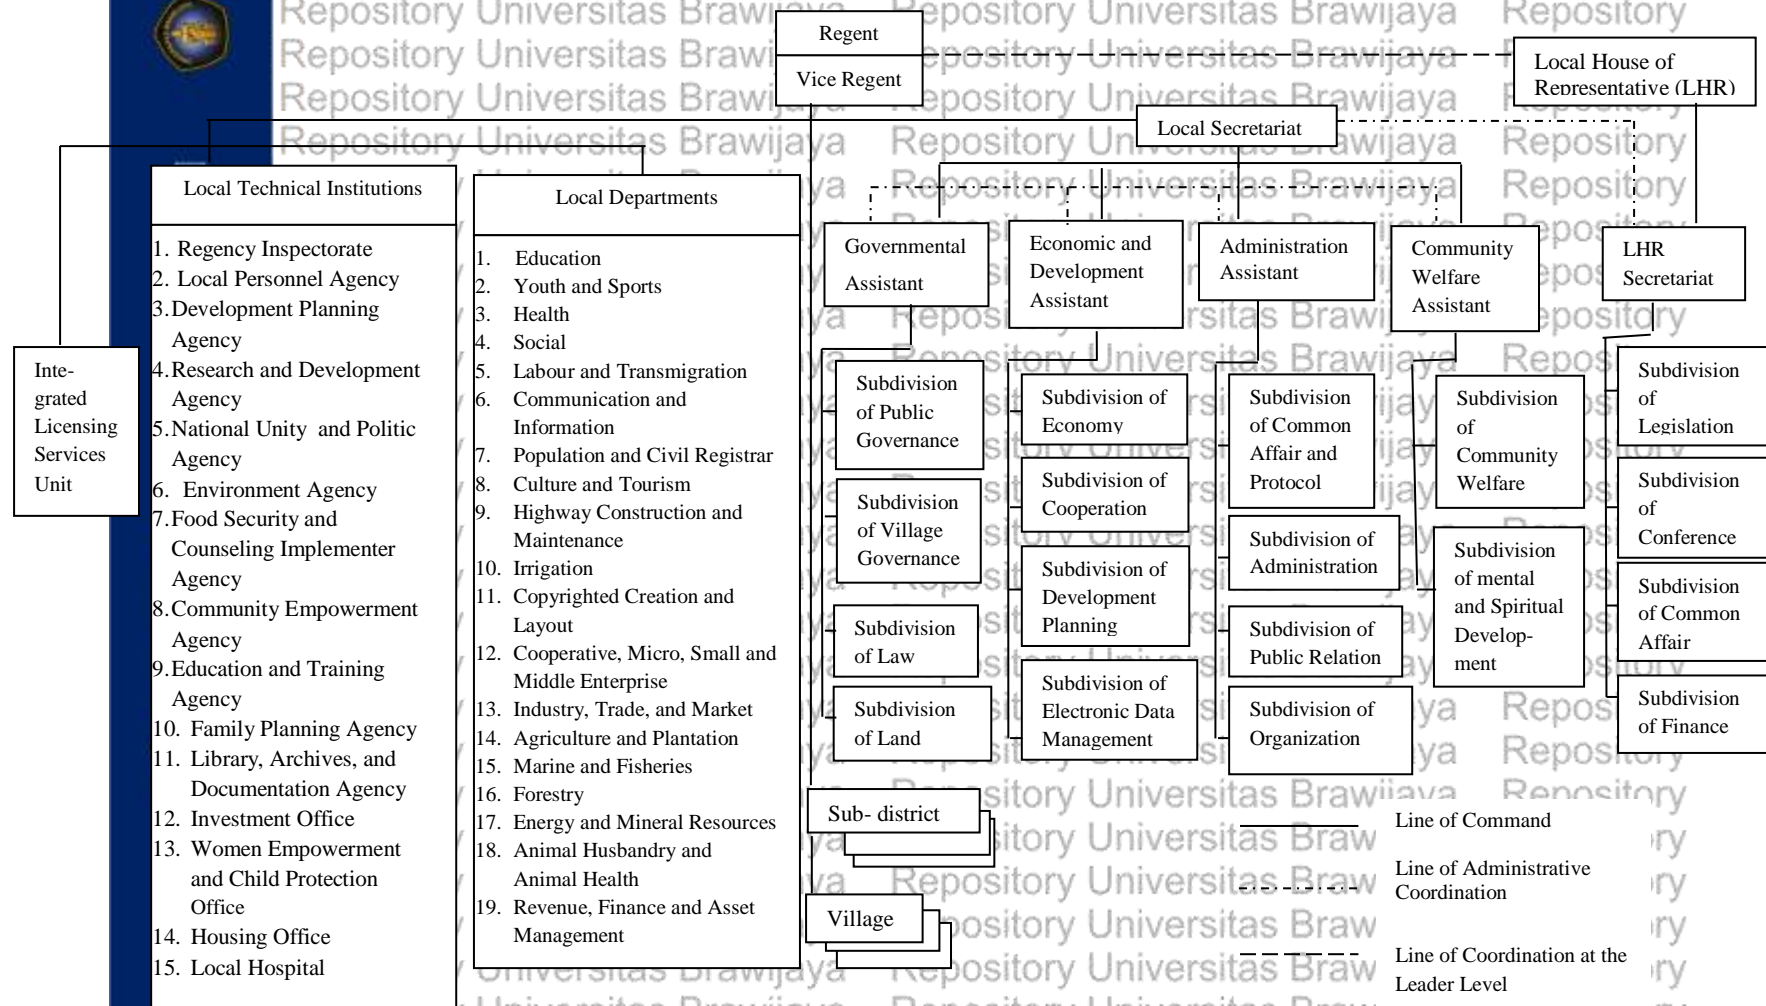 Regent
Vice Regent
Local House of
Representative (LHR)
Local Secretariat
Local Technical Institutions
1. Regency Inspectorate
2. Local Personnel Agency
3.Development Planning
Agency
4.Research and Development
Agency
5.National Unity and Politic
Agency
6. Environment Agency
7.Food Security and
Counseling Implementer
Agency
8.Community Empowerment
Agency
9.Education and Training
Agency
10. Family Planning Agency
11. Library, Archives, and
Documentation Agency
12. Investment Office
13. Women Empowerment
and Child Protection
Office
14. Housing Office
15. Local Hospital
Local Departments
1. Education
2. Youth and Sports
3. Health
4. Social
5. Labour and Transmigration
6. Communication and
Information
7. Population and Civil Registrar
8. Culture and Tourism
9. Highway Construction and
Maintenance
10. Irrigation
11. Copyrighted Creation and
Layout
12. Cooperative, Micro, Small and
Middle Enterprise
13. Industry, Trade, and Market
14. Agriculture and Plantation
15. Marine and Fisheries
16. Forestry
17. Energy and Mineral Resources
18. Animal Husbandry and
Animal Health
19. Revenue, Finance and Asset
Management
Inte-
grated
Licensing
Services
Unit
Governmental
Assistant
Subdivision
of Public
Governance
Subdivision
of Village
Governance
Subdivision
of Law
Subdivision
of Land
Economic and
Development
Assistant
Subdivision of
Economy
Subdivision of
Cooperation
Subdivision of
Development
Planning
Subdivision of
Electronic Data
Management
Administration
Assistant
Subdivision
of Common
Affair and
Protocol
Subdivision of
Administration
Subdivision of
Public Relation
Subdivision of
Organization
Community
Welfare
Assistant
Subdivision
of
Community
Welfare
Subdivision
of mental
and Spiritual
Develop-
ment
LHR
Secretariat
Subdivision
of
Legislation
Subdivision
of
Conference
Subdivision
of Common
Affair
Subdivision
of Finance
Sub- district
Village
Line of Command
Line of Administrative
Coordination
Line of Coordination at the
Leader Level
Repository Universitas Brawijaya